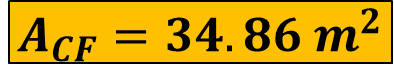 A_CF = 34.86 m²